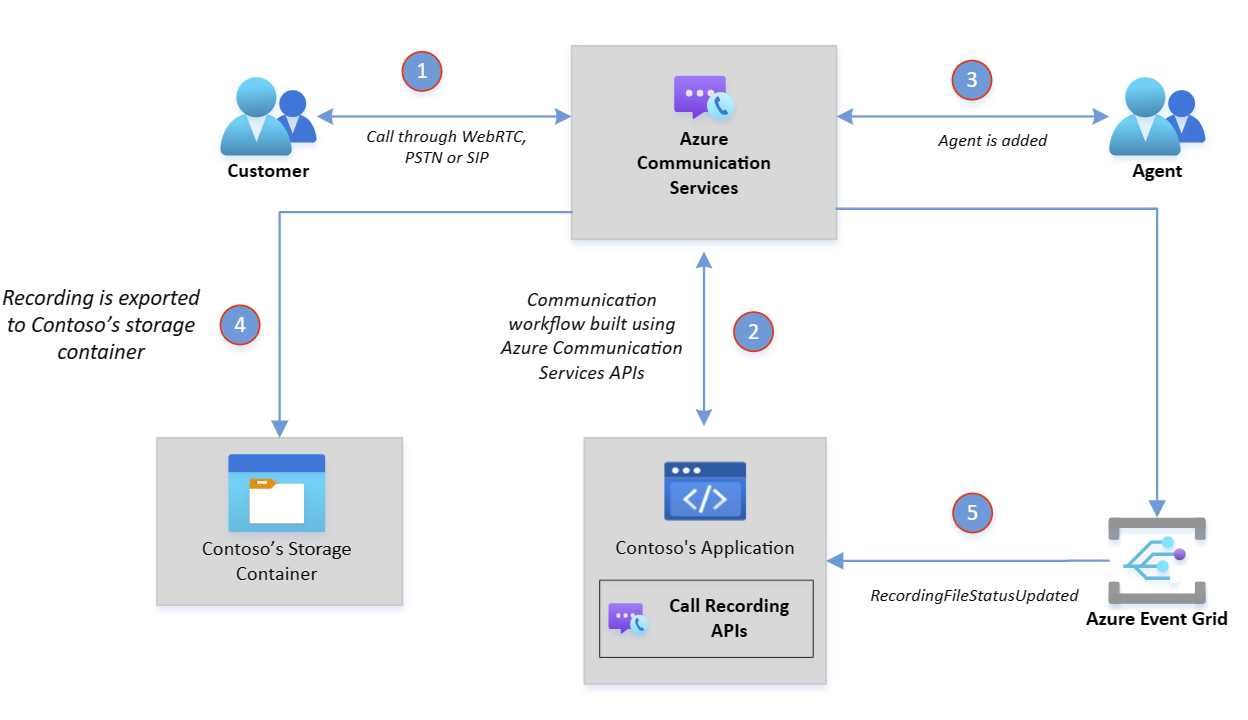 1
3
Call through WebRTC,
PSTN or SIP
Customer
Azure
Communication
Services
Agent is added
Agent
Recording is exported
to Contoso’s storage
container
4
Communication
workflow built using
Azure Communication
Services APIs
2
Contoso’s Storage
Container
</>
Contoso's Application
Call Recording
APIs
5
RecordingFileStatusUpdated
Azure Event Grid